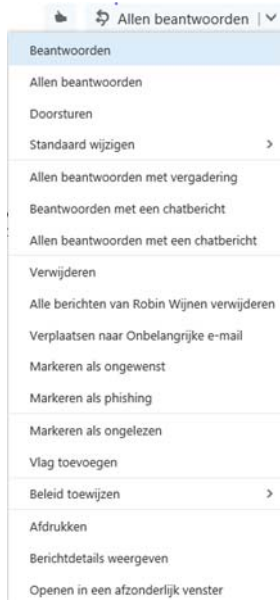 Allen beantwoorden
Beantwoorden
Allen beantwoorden
Doorsturen
Standaard wijzigen
Allen beantwoorden met vergadering
Beantwoorden met een chatbericht
Allen beantwoorden met een chatbericht
Verwijderen
Alle berichten van Robin Wijnen verwijderen
Verplaatsen naar Onbelangrijke e-mail
Markeren als ongewenst
Markeren als phishing
Markeren als ongelezen
Vlag toevoegen
Beleid toewijzen
Afdrukken
Berichtdetails weergeven
Openen in een afzonderlijk venster